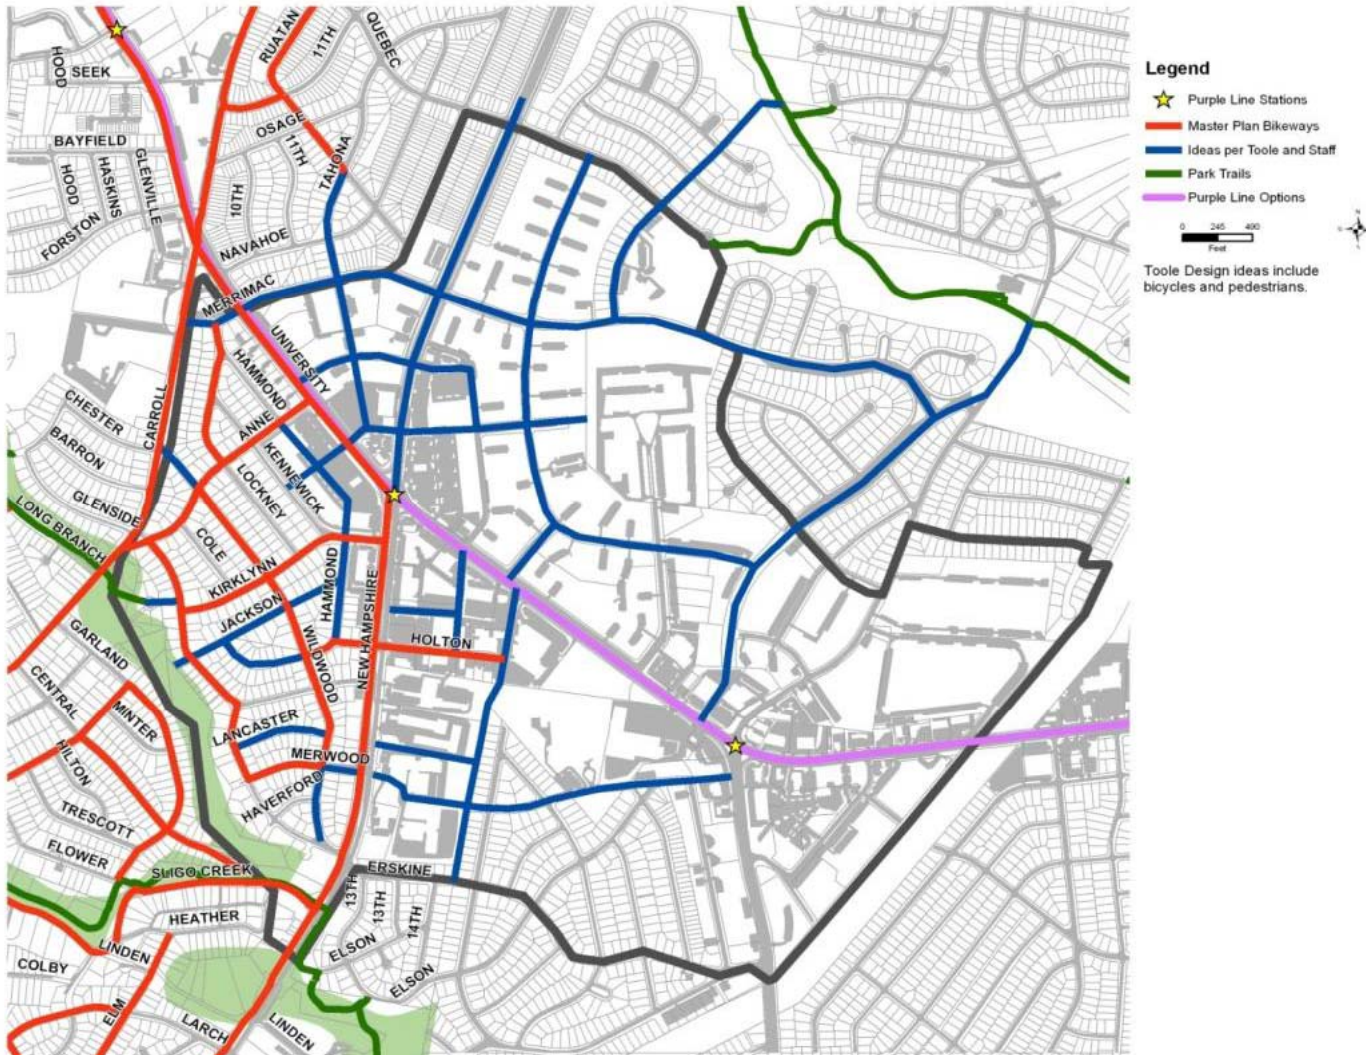 HOOD
SEEK
RUATAN
11TH
QUEBEC
BAYFIELD
HOOD
HASKINS
GLENVILLE
FORSTON
OSAGE
11TH
TAHONA
10TH
NAVAHOE
MERRIMAC
UNIVERSITY
HAMMOND
CARROLL
CHESTER
BARRON
ANNE
KENNEWICK
LOCKNEY
GLENSIDE
LONG BRANCH
COLE
KIRKLYNN
HAMMOND
JACKSON
NEW HAMPSHIRE
HOLTON
WILDWOOD
GARLAND
CENTRAL
MINTER
LANCASTER
MERWOOD
HILTON
HAVERFORD
TRESCOTT
FLOWER
SLIGO CREEK
ERSKINE
13TH
13TH
14TH
HEATHER
LINDEN
ELSON
COLBY
ELSON
ELM
LARCH
LINDEN
Legend
Purple Line Stations
Master Plan Bikeways
Ideas per Toole and Staff
Park Trails
Purple Line Options
0 245 490
Feet
Toole Design ideas include
bicycles and pedestrians.